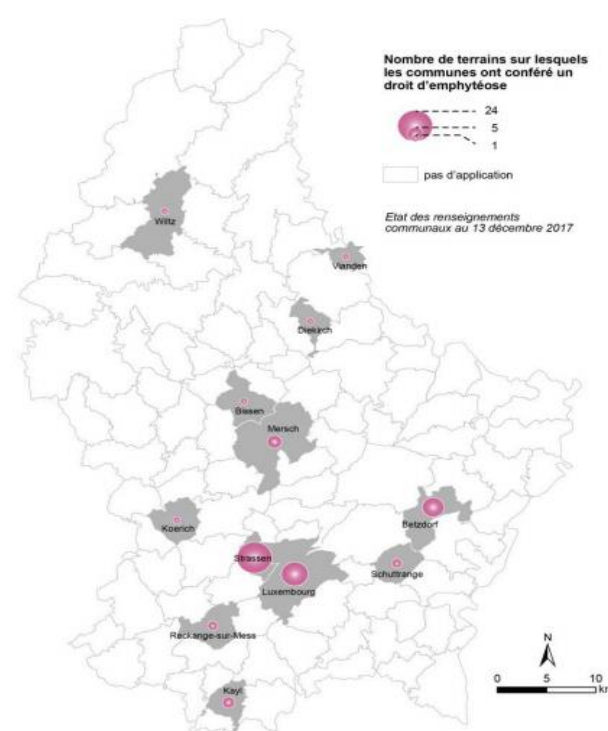 Nombre de terrains sur lesquels
les communes ont conféré un
droit d'emphytéose
24
5
1
pas d'application
Etat des renseignements
communaux au 13 décembre 2017
Wiltz
Vianden
Diekirch
Bissen
Mersch
Koerich
Betzdorf
Strassen
Schuttrange
Luxembourg
Reckange-sur-Mess
Kayl
N
0 5 10
km